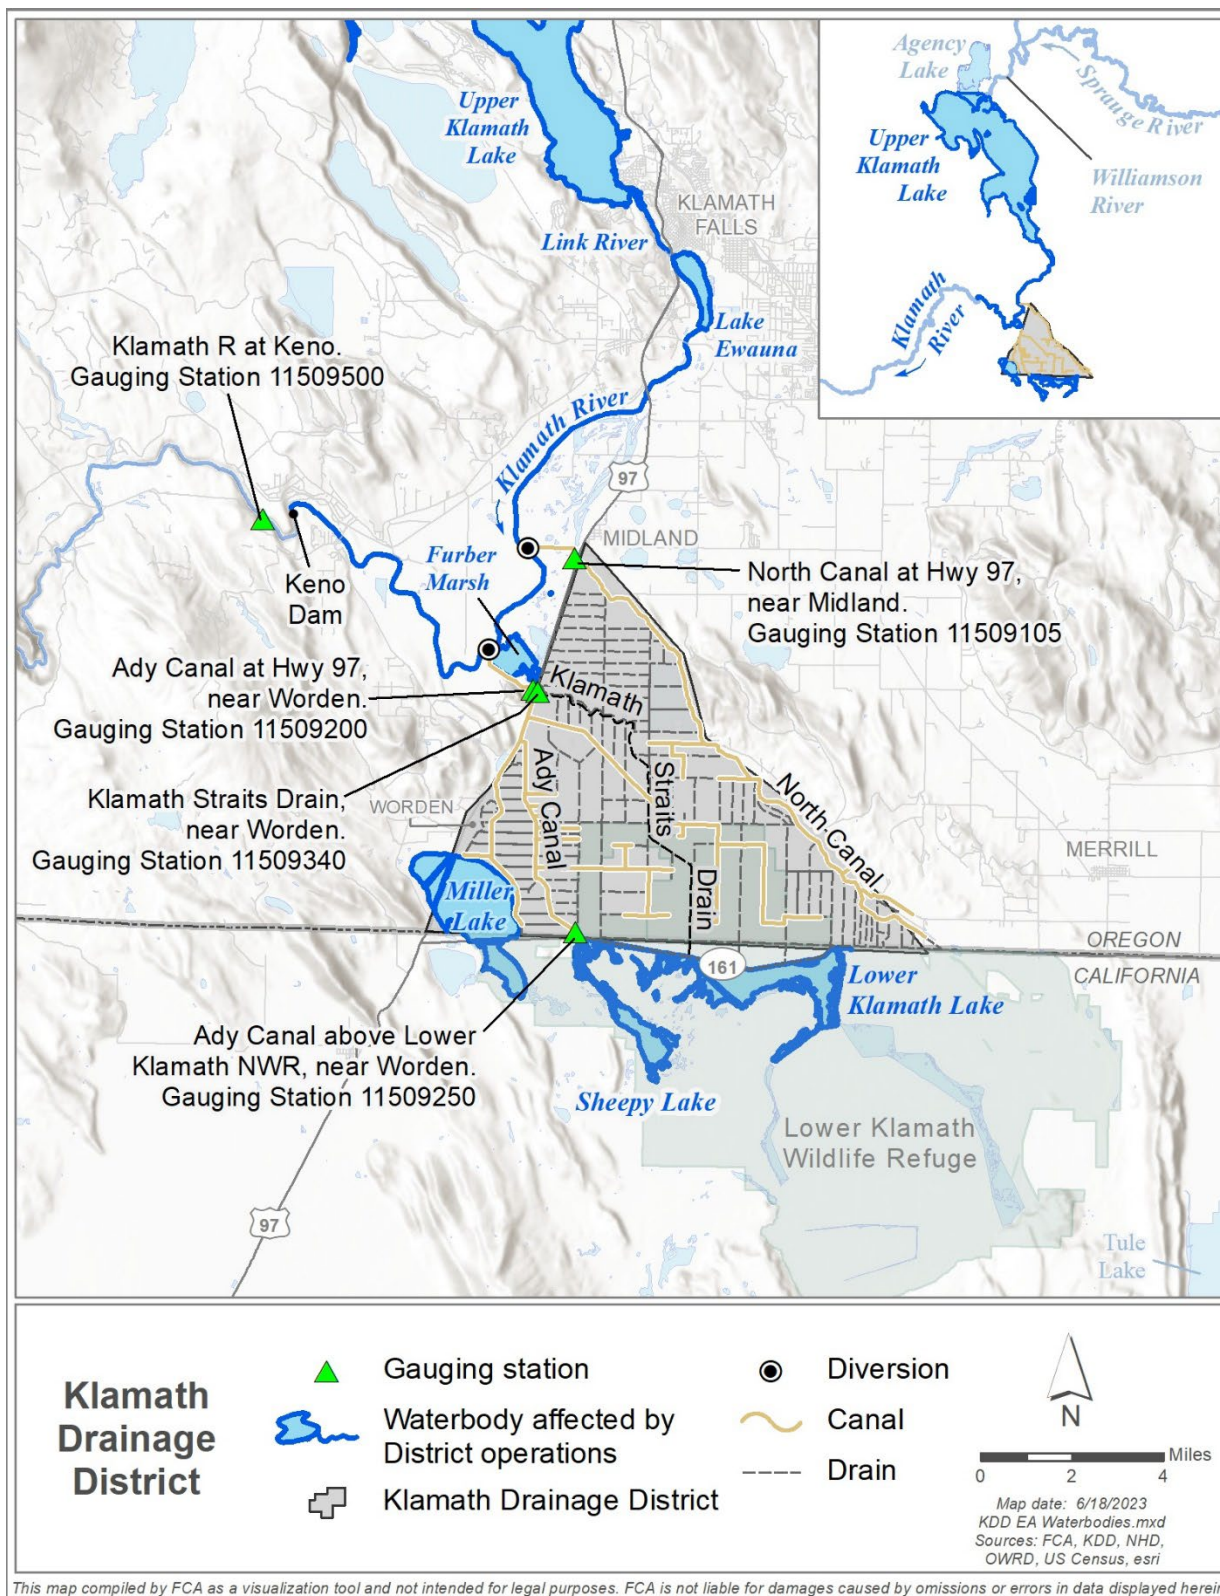 Upper
Klamath
Lake
KLAMATH
FALLS
Link River
Lake
Ewauna
Agency
Lake
Sprauge River
Upper
Klamath
Lake
Williamson
River
Klamath
River
Klamath R at Keno.
Gauging Station 11509500
Klamath River
97
MIDLAND
Furber
Marsh
Keno
Dam
North Canal at Hwy 97,
near Midland.
Gauging Station 11509105
Ady Canal at Hwy 97,
near Worden.
Gauging Station 11509200
Klamath
Straits
Drain
Ady Canal
North Canal
Klamath Straits Drain,
near Worden.
Gauging Station 11509340
WORDEN
MERRILL
Miller
Lake
OREGON
CALIFORNIA
161
Lower
Klamath Lake
Ady Canal above Lower
Klamath NWR, near Worden.
Gauging Station 11509250
Sheepy Lake
Lower Klamath
Wildlife Refuge
97
Tule
Lake
Klamath
Drainage
District
Gauging station
Waterbody affected by
District operations
Klamath Drainage District
Diversion
Canal
Drain
N
Miles
0 2 4
Map date: 6/18/2023
KDD EA Waterbodies.mxd
Sources: FCA, KDD, NHD,
OWRD, US Census, esri
This map compiled by FCA as a visualization tool and not intended for legal purposes. FCA is not liable for damages caused by omissions or errors in data displayed herein